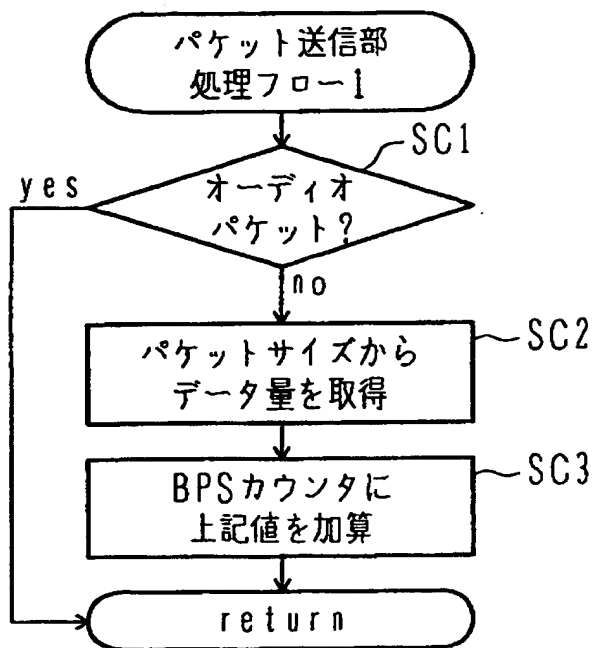 パケット送信部
処理フロー1
SC1
yes
オーディオ
パケット?
no
パケットサイズから
データ量を取得
SC2
BPSカウンタに
上記値を加算
SC3
return